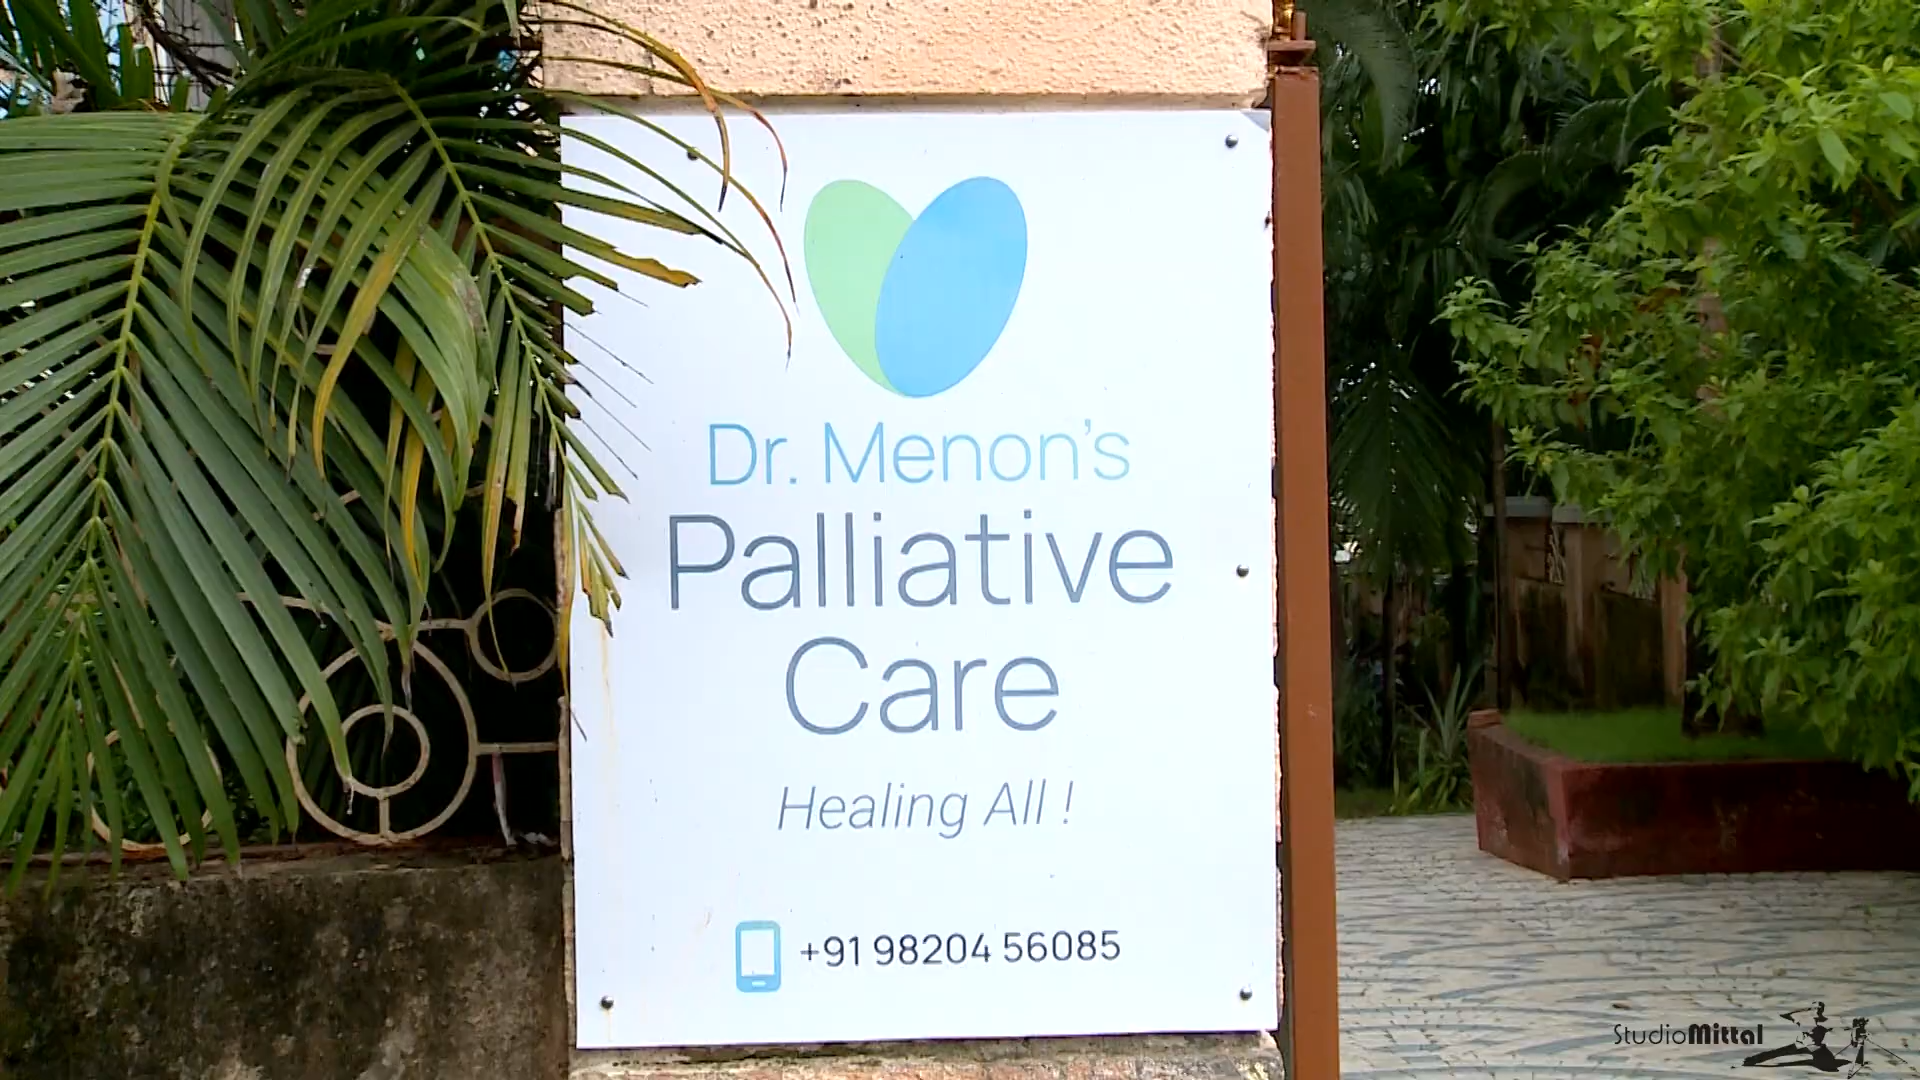 Dr. Menon's
Palliative
Care
Healing All !
+91 98204 56085
StudioMittal